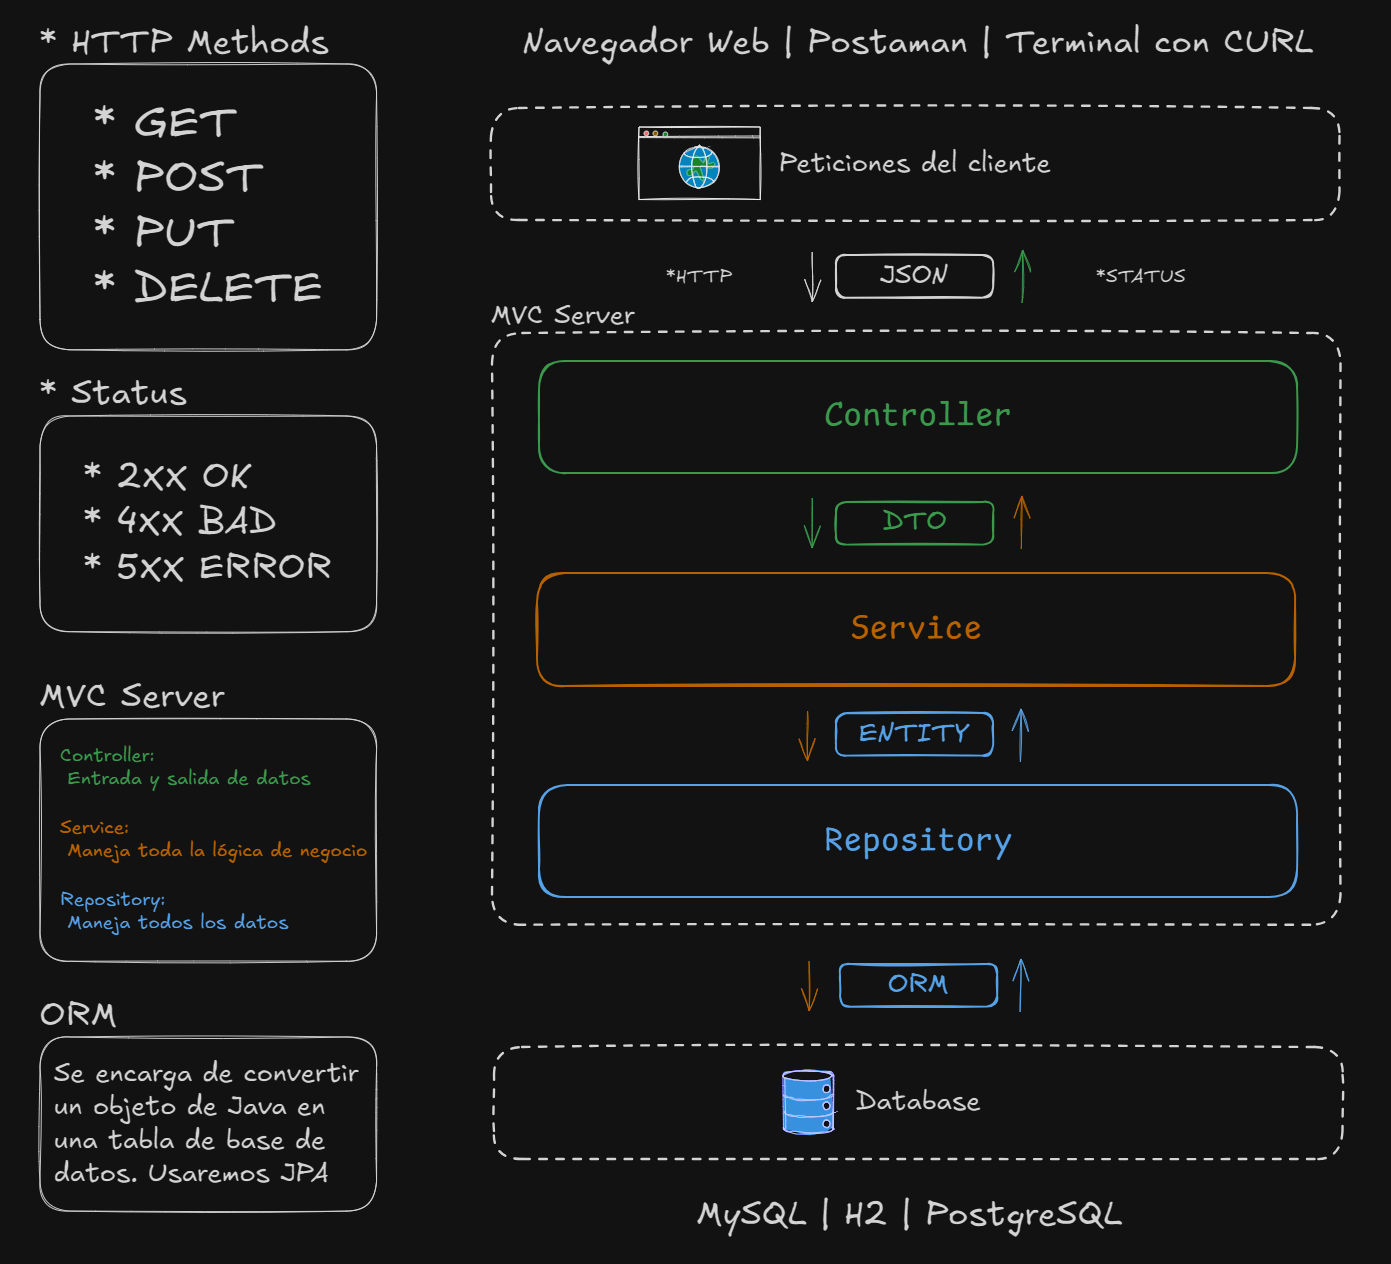 * HTTP Methods
* GET
* POST
* PUT
* DELETE
* Status
* 2xx OK
* 4xx BAD
* 5xx ERROR
MVC Server
Controller:
Entrada y salida de datos
Service:
Maneja toda la lógica de negocio
Repository:
Maneja todos los datos
ORM
Se encarga de convertir
un objeto de Java en
una tabla de base de
datos. Usaremos JPA
Navegador Web | Postaman | Terminal con CURL
Peticiones del cliente
*HTTP
JSON
*STATUS
MVC Server
Controller
DTO
Service
ENTITY
Repository
ORM
Database
MySQL | H2 | PostgreSQL